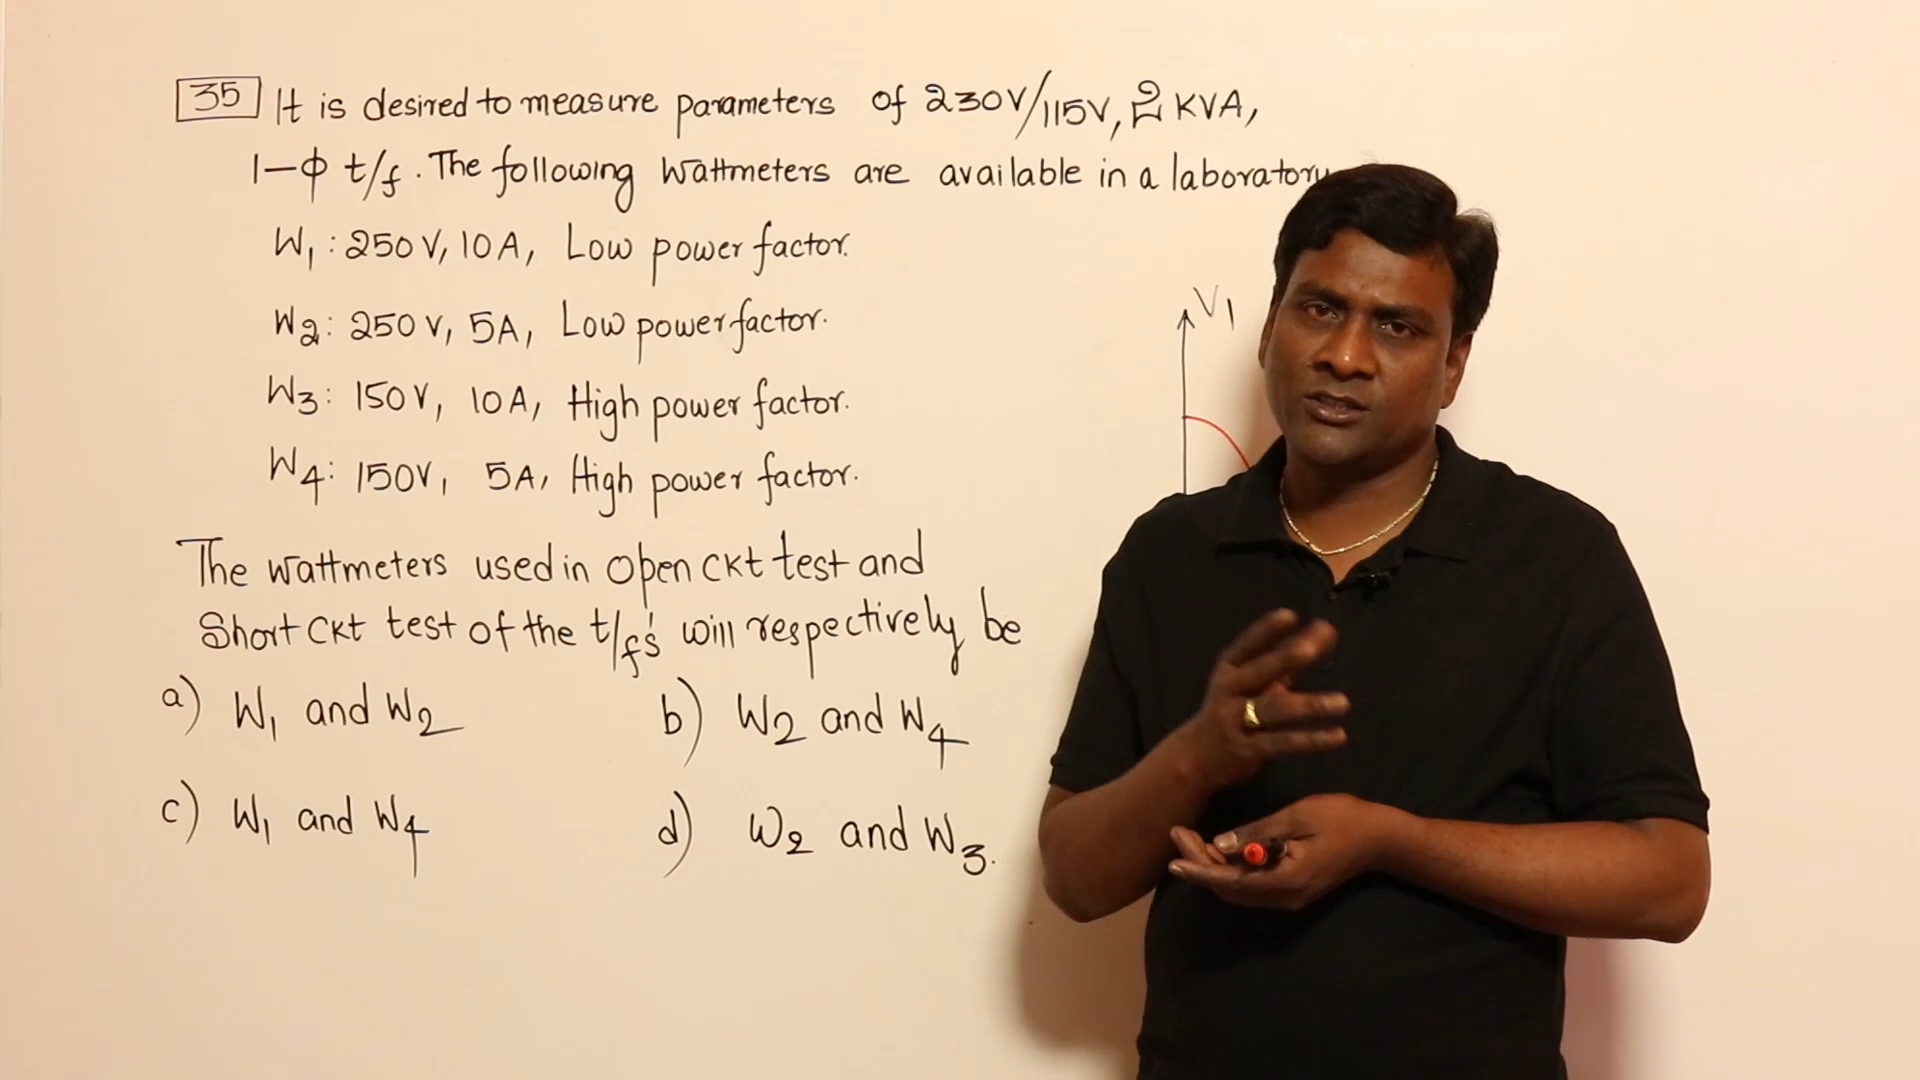 35 It is desired to measure parameters of 230V/115V, 2 KVA,
1-ϕ t/f. The following Wattmeters are available in a laboratory
W1: 250V, 10A, Low power factor.
W2: 250V, 5A, Low power factor.
W3: 150V, 10A, High power factor.
W4: 150V, 5A, High power factor.
The wattmeters used in open ckt test and
Short ckt test of the t/f's will respectively be
a) W1 and W2
b) W2 and W4
c) W1 and W4
d) W2 and W3.
V1